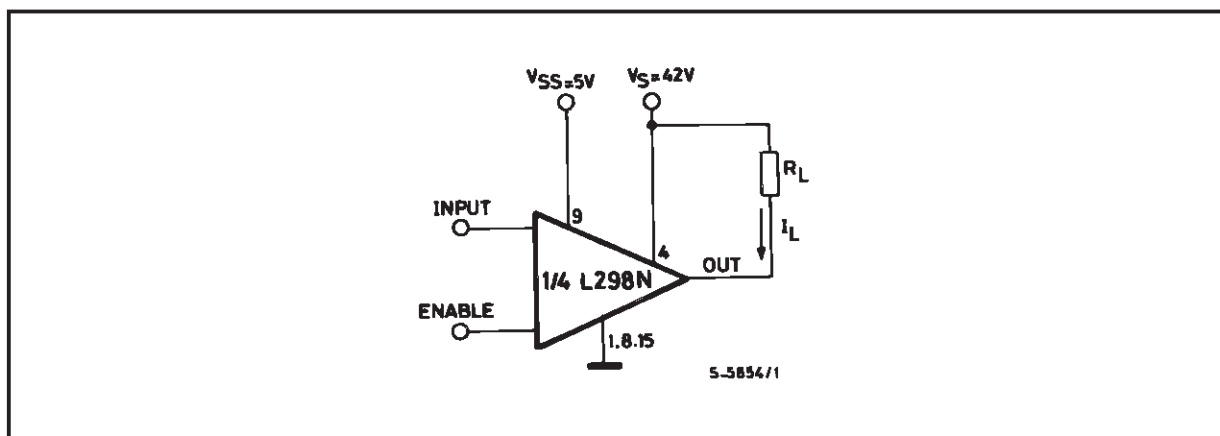 VSS=5V
VS=42V
RL
INPUT
9
IL
4
OUT
1/4 L298N
ENABLE
1.8.15
S-5854/1